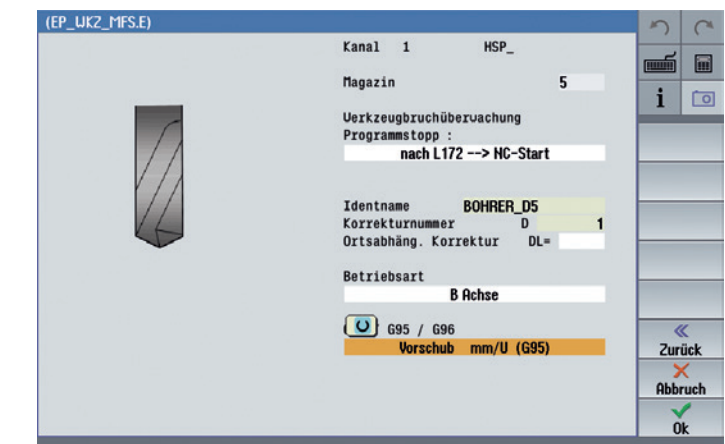 (EP_WKZ_MFS.E)
Kanal 1 HSP_
Magazin 5
Werkzeugbruchüberwachung
Programmstopp :
nach L172 --> NC-Start
Identname BOHRER_D5
Korrekturnummer D 1
Ortsabhäng. Korrektur DL=
Betriebsart
B Achse
G95 / G96
Vorschub mm/U (G95)
i
Zurück
Abbruch
Ok